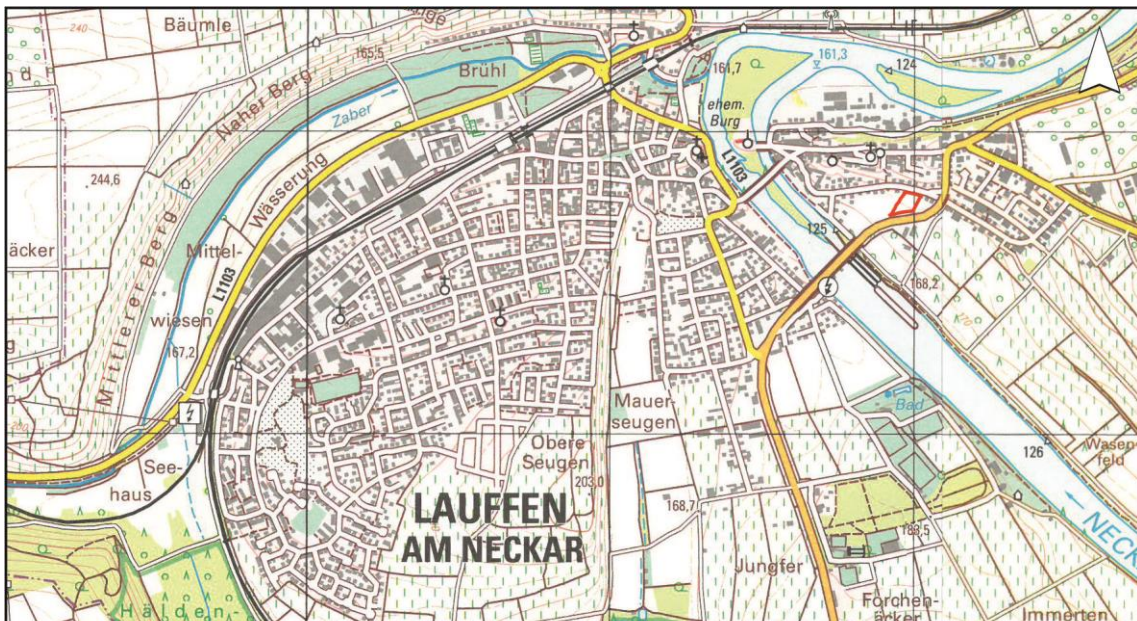 240
Bäumle
165,5
HF
161,3
124
161,7
Brühl
Naher Berg
Zaber
ehem.
Burg
L1103
Wässerung
244,6
Mittlerer Berg
äcker
Mittel-
wiesen
L1103
125
168,2
167,2
Mauer-
seugen
Bad
Obere
Seugen
203,0
126
Wasen-
feld
See-
haus
LAUFFEN
AM NECKAR
168,7
183,5
NECK
Jungfer
Forchen-
äcker
Immerten
Hälden-